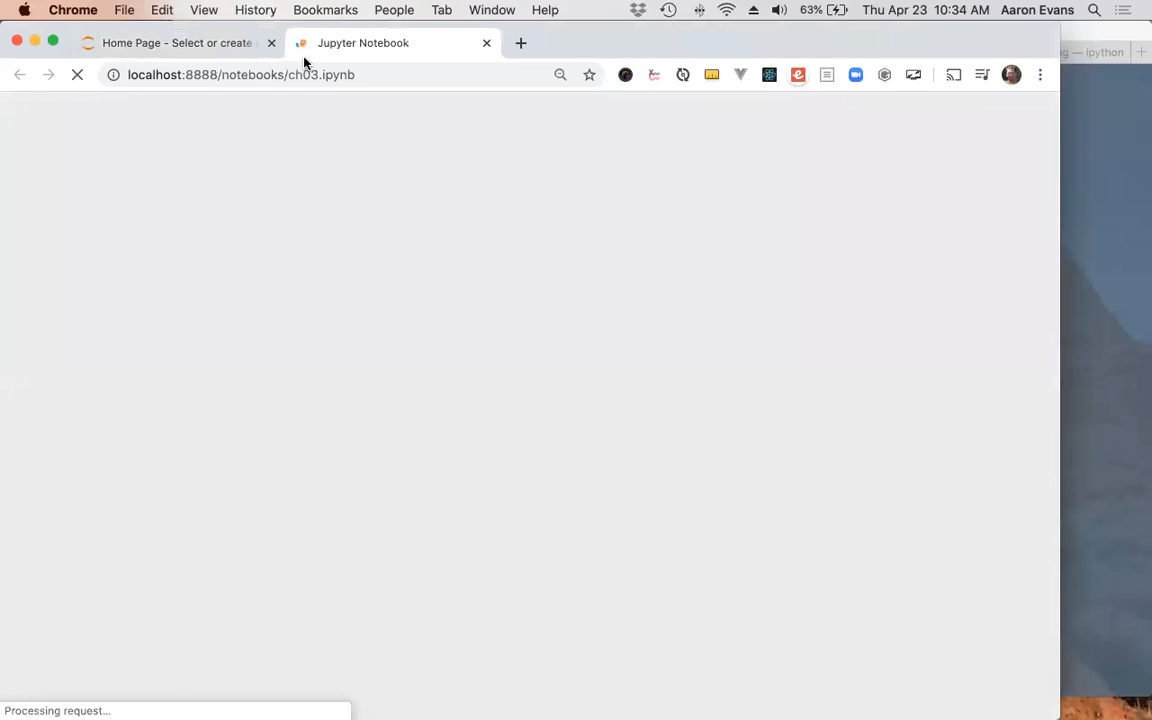 Chrome File Edit View History Bookmarks People Tab Window Help 63% Thu Apr 23 10:34 AM Aaron Evans
Home Page - Select or create Jupyter Notebook — ipython
localhost:8888/notebooks/ch03.ipynb
Processing request...